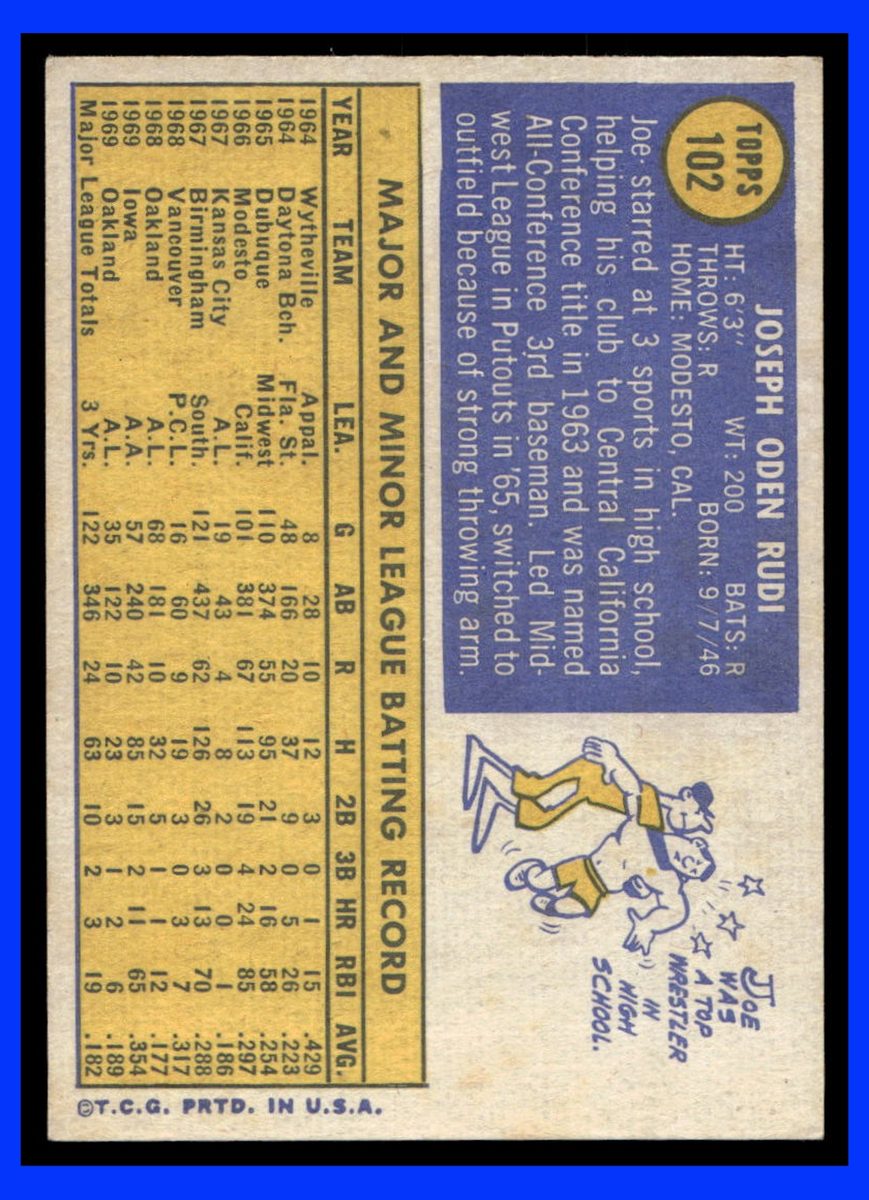 TOPPS
102
JOSEPH ODEN RUDI
HT: 6'3" WT: 200 BATS: R
THROWS: R BORN: 9/7/46
HOME: MODESTO, CAL.
Joe starred at 3 sports in high school,
helping his club to Central California
Conference title in 1963 and was named
All-Conference 3rd baseman. Led Mid-
west League in Putouts in '65, switched to
outfield because of strong throwing arm.
JOE
WAS
A TOP
WRESTLER
IN
HIGH
SCHOOL.
MAJOR AND MINOR LEAGUE BATTING RECORD
YEAR TEAM LEA. G AB R H 2B 3B HR RBI AVG.
1964 Wytheville Appal. 8 28 10 12 3 0 1 15 .429
1964 Daytona Bch. Fla. St. 48 166 20 37 9 0 5 26 .223
1965 Dubuque Midwest 110 374 55 95 21 2 16 58 .254
1966 Modesto Calif. 101 381 67 113 19 4 24 85 .297
1967 Kansas City A.L. 19 43 4 8 2 0 0 1 .186
1967 Birmingham South. 121 437 62 126 26 3 13 70 .288
1968 Vancouver P.C.L. 16 60 9 19 3 0 3 7 .317
1968 Oakland A.L. 68 181 10 32 5 1 1 12 .177
1969 Iowa A.A. 57 240 42 85 15 2 11 65 .354
1969 Oakland A.L. 35 122 10 23 3 1 2 6 .189
Major League Totals 3 Yrs. 122 346 24 63 10 2 3 19 .182
©T.C.G. PRTD. IN U.S.A.